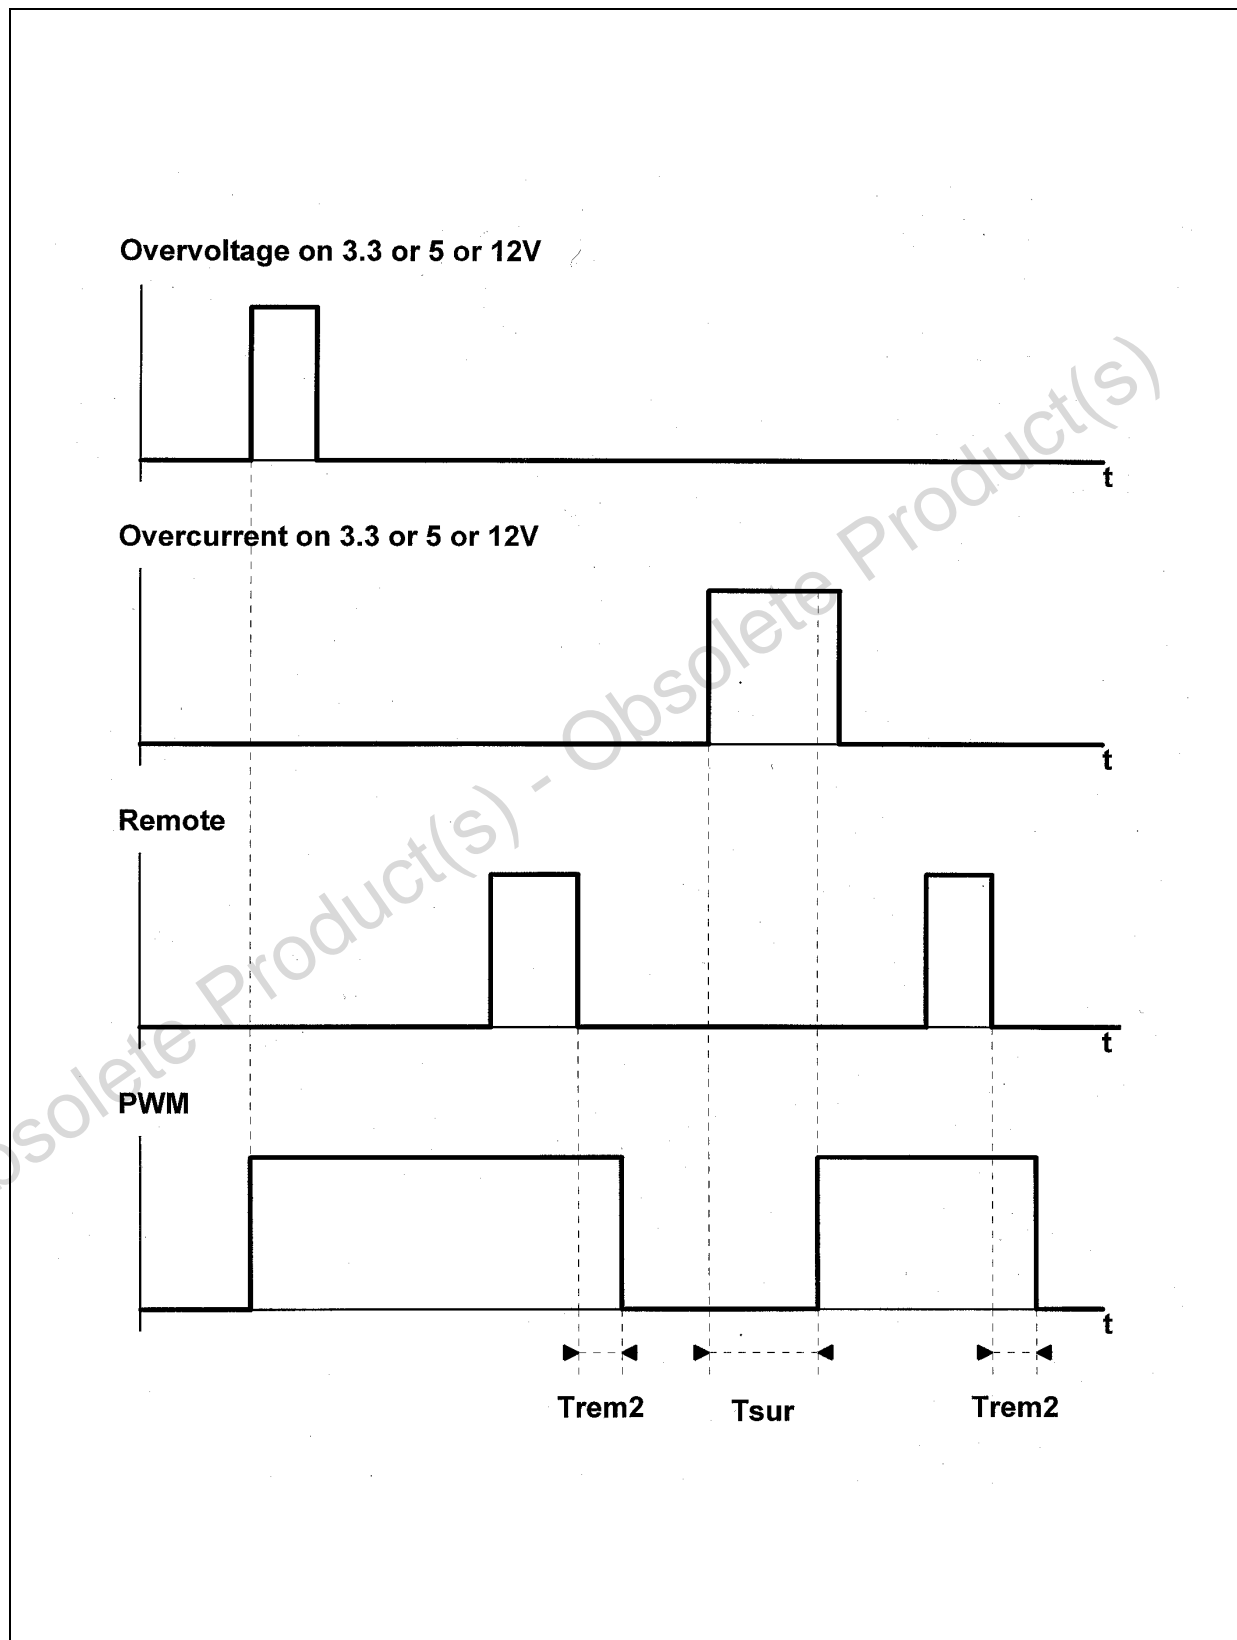 Overvoltage on 3.3 or 5 or 12V
t
Overcurrent on 3.3 or 5 or 12V
t
Remote
t
PWM
t
Trem2 Tsur Trem2
Obsolete Product(s) - Obsolete Product(s)